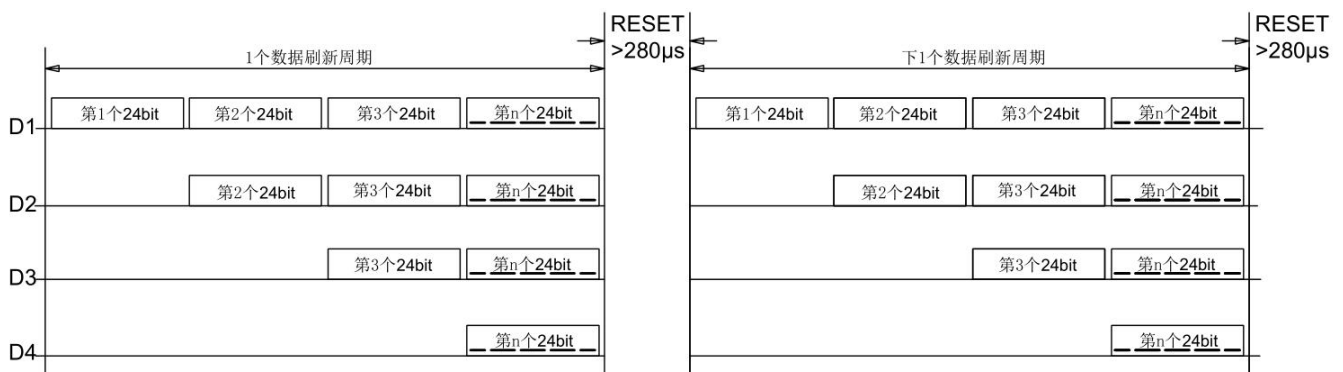 RESET
>280μs
RESET
>280μs
1个数据刷新周期
下1个数据刷新周期
D1 第1个24bit 第2个24bit 第3个24bit 第n个24bit 第1个24bit 第2个24bit 第3个24bit 第n个24bit
D2 第2个24bit 第3个24bit 第n个24bit 第2个24bit 第3个24bit 第n个24bit
D3 第3个24bit 第n个24bit 第3个24bit 第n个24bit
D4 第n个24bit 第n个24bit